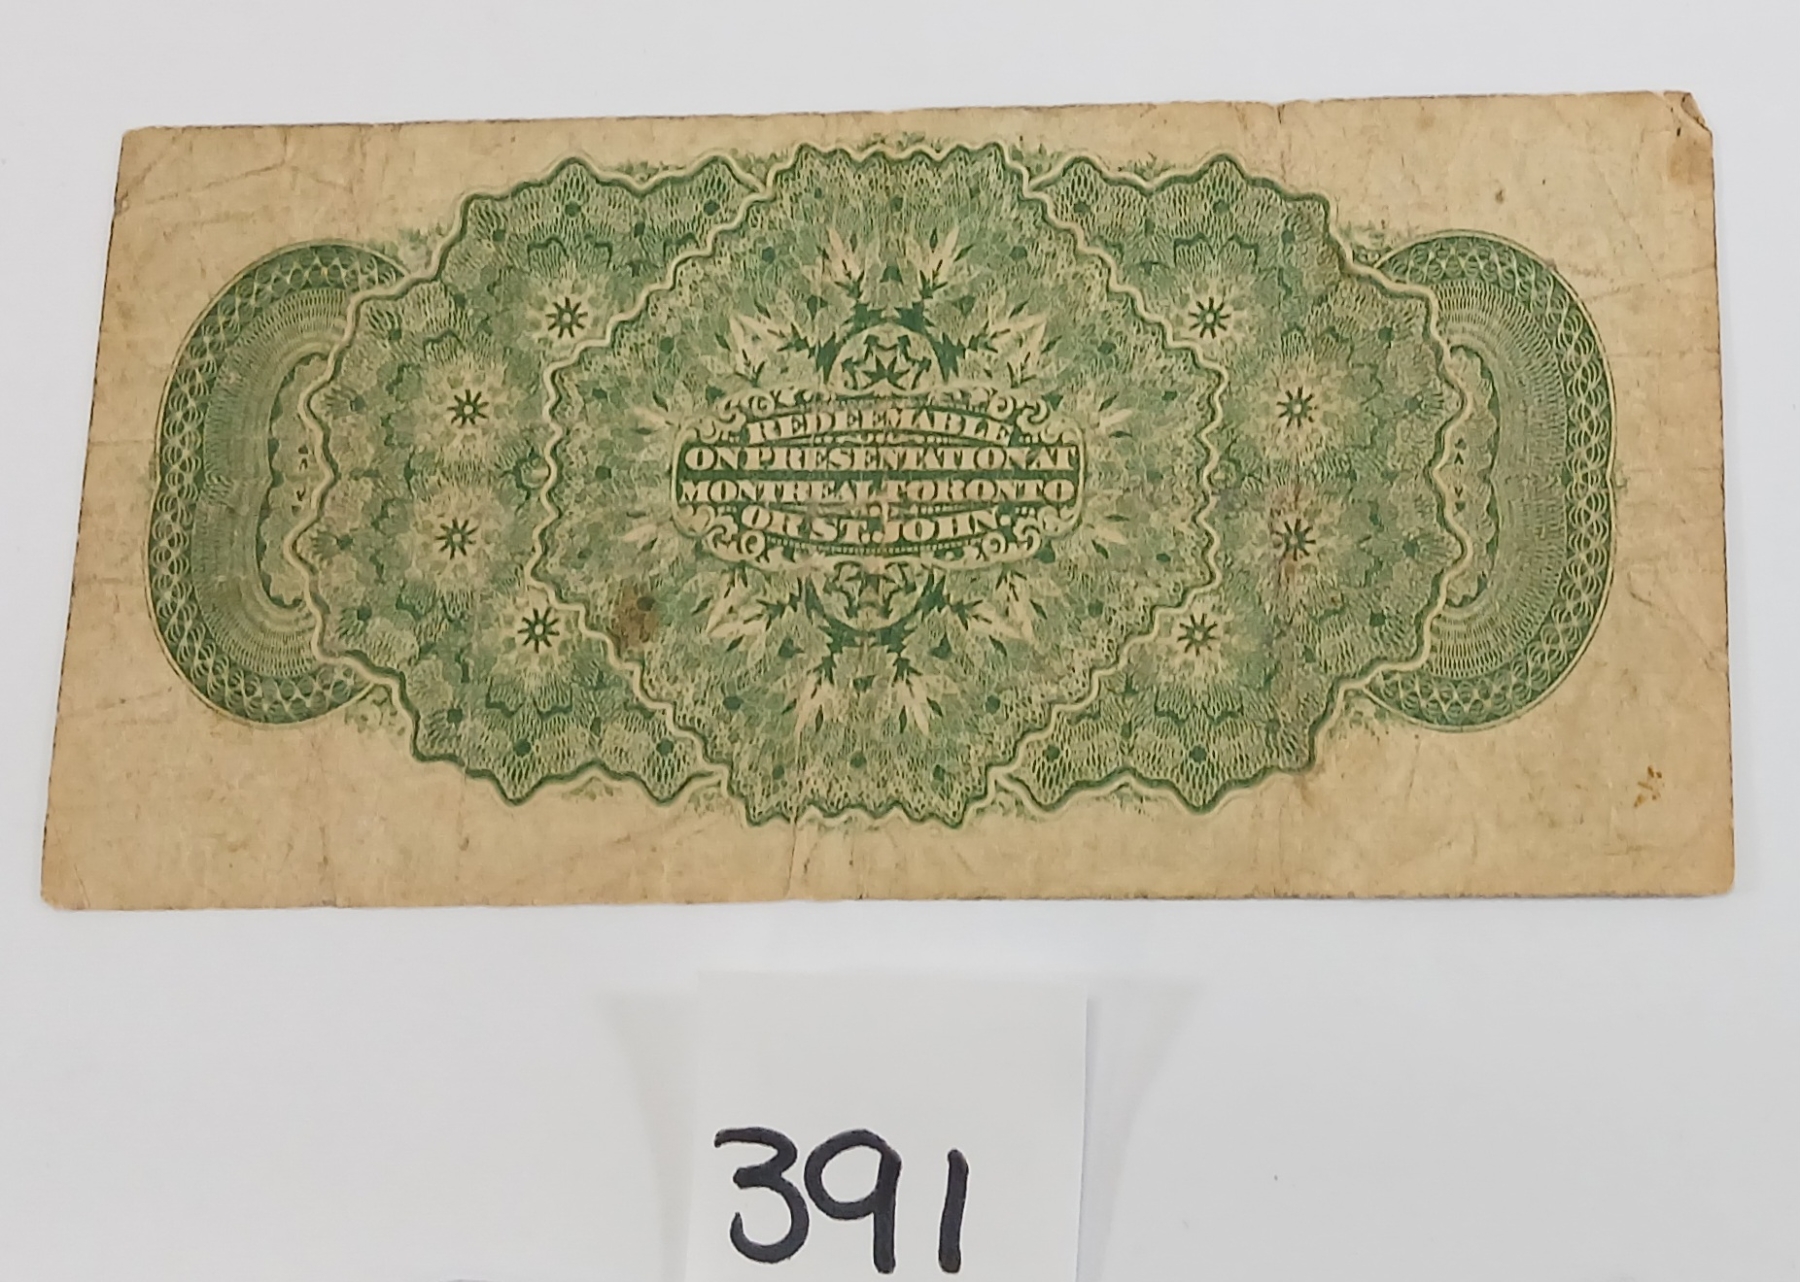 REDEEMABLE
ON PRESENTATION AT
MONTREAL TORONTO
OR ST. JOHN.
391